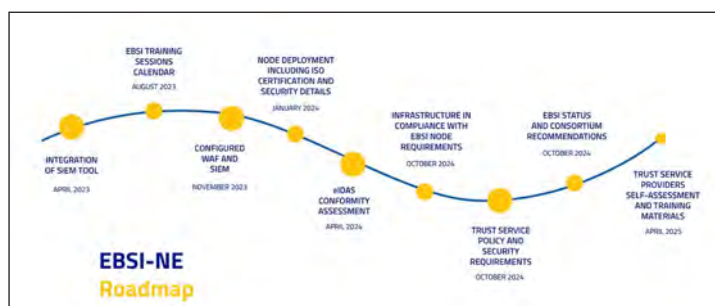 INTEGRATION
OF SIEM TOOL
APRIL 2023
EBSI TRAINING
SESSIONS
CALENDAR
AUGUST 2023
CONFIGURED
WAF AND
SIEM
NOVEMBER 2023
NODE DEPLOYMENT
INCLUDING ISO
CERTIFICATION AND
SECURITY DETAILS
JANUARY 2024
eIDAS
CONFORMITY
ASSESSMENT
APRIL 2024
INFRASTRUCTURE IN
COMPLIANCE WITH
EBSI NODE
REQUIREMENTS
OCTOBER 2024
TRUST SERVICE
POLICY AND
SECURITY
REQUIREMENTS
OCTOBER 2024
EBSI STATUS
AND CONSORTIUM
RECOMMENDATIONS
OCTOBER 2024
TRUST SERVICE
PROVIDERS
SELF-ASSESSMENT
AND TRAINING
MATERIALS
APRIL 2025
EBSI-NE
Roadmap